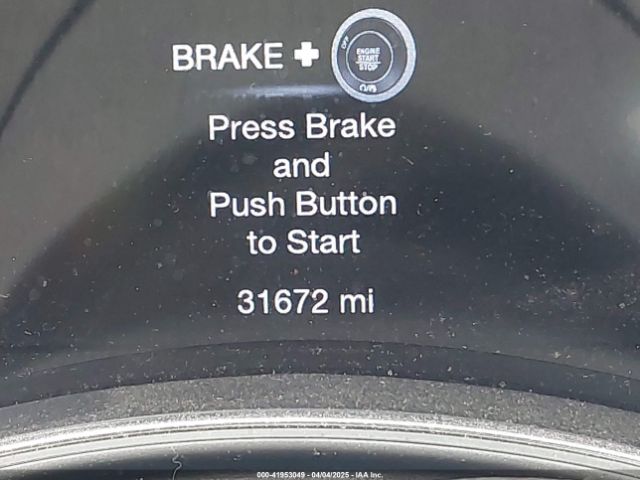 BRAKE +
OFF
ENGINE
START
STOP
Press Brake
and
Push Button
to Start
31672 mi
000-41953049 - 04/04/2025 - IAA Inc.